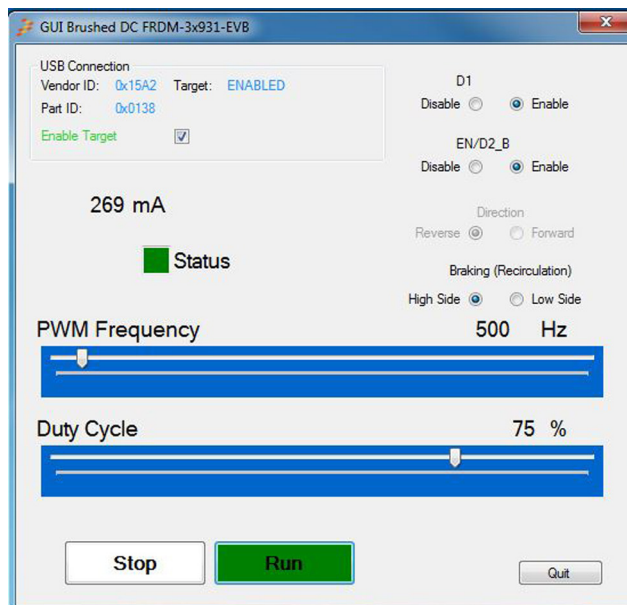 GUI Brushed DC FRDM-3x931-EVB
USB Connection
Vendor ID: 0x15A2 Target: ENABLED
Part ID: 0x0138
Enable Target
D1
Disable Enable
EN/D2_B
Disable Enable
269 mA
Direction
Reverse Forward
Status
Braking (Recirculation)
High Side Low Side
PWM Frequency 500 Hz
Duty Cycle 75 %
Stop Run
Quit